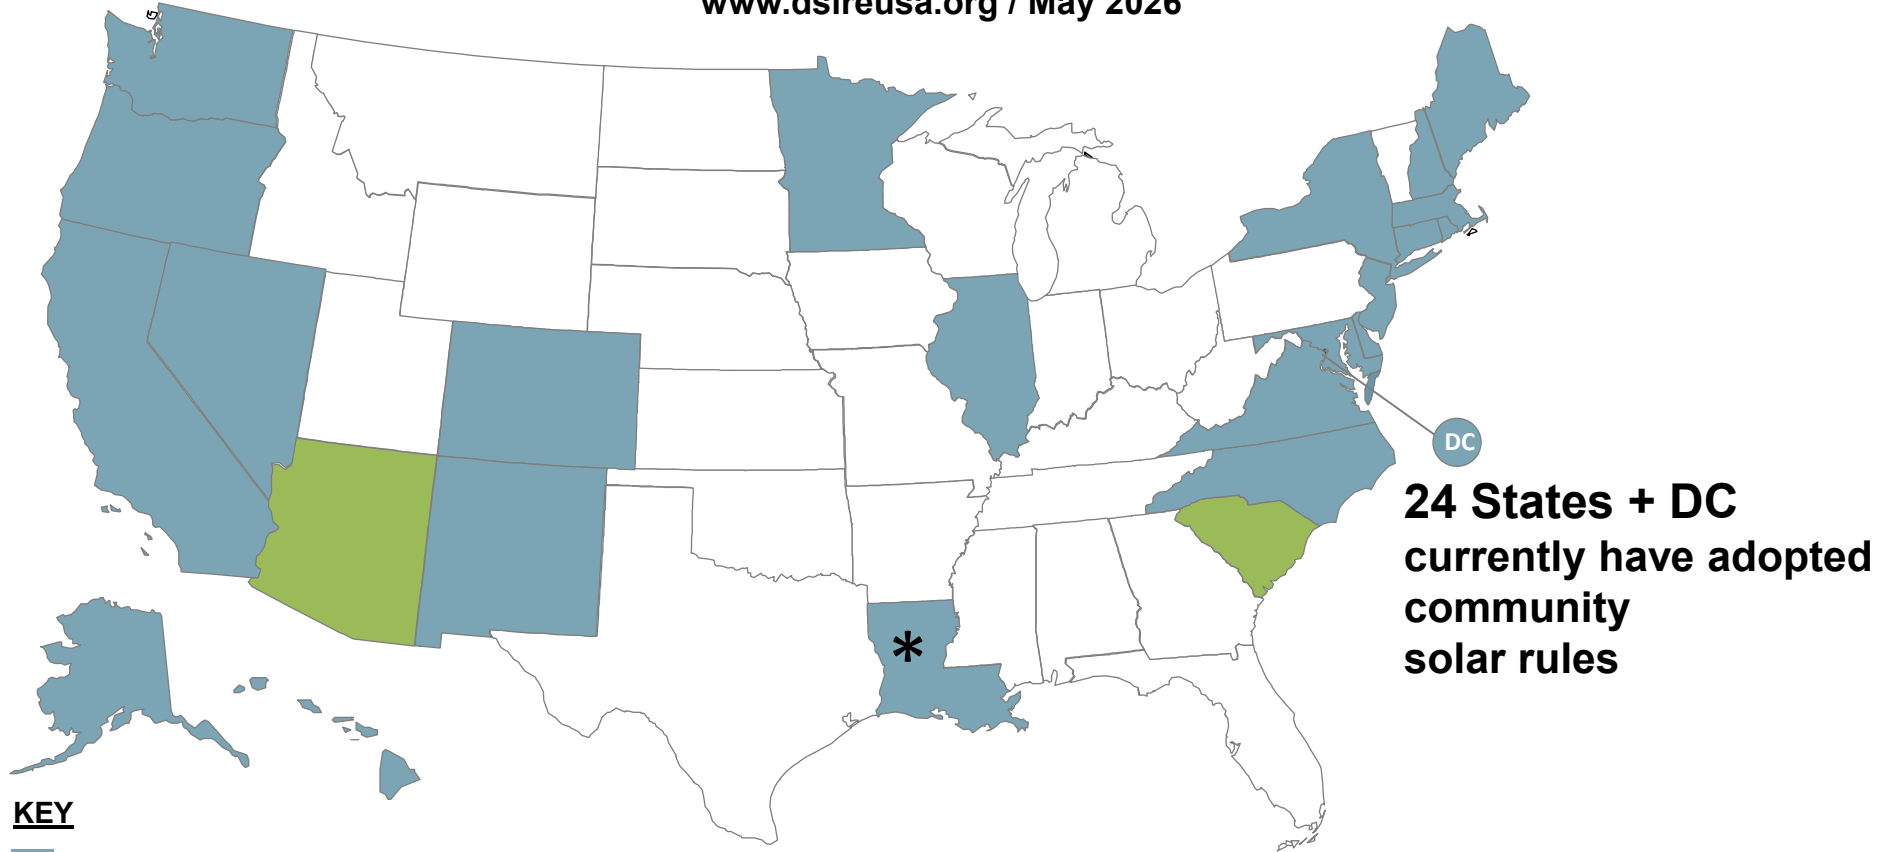 www.dsireusa.org / May 2026
DC
24 States + DC
currently have adopted
community
solar rules
*
KEY